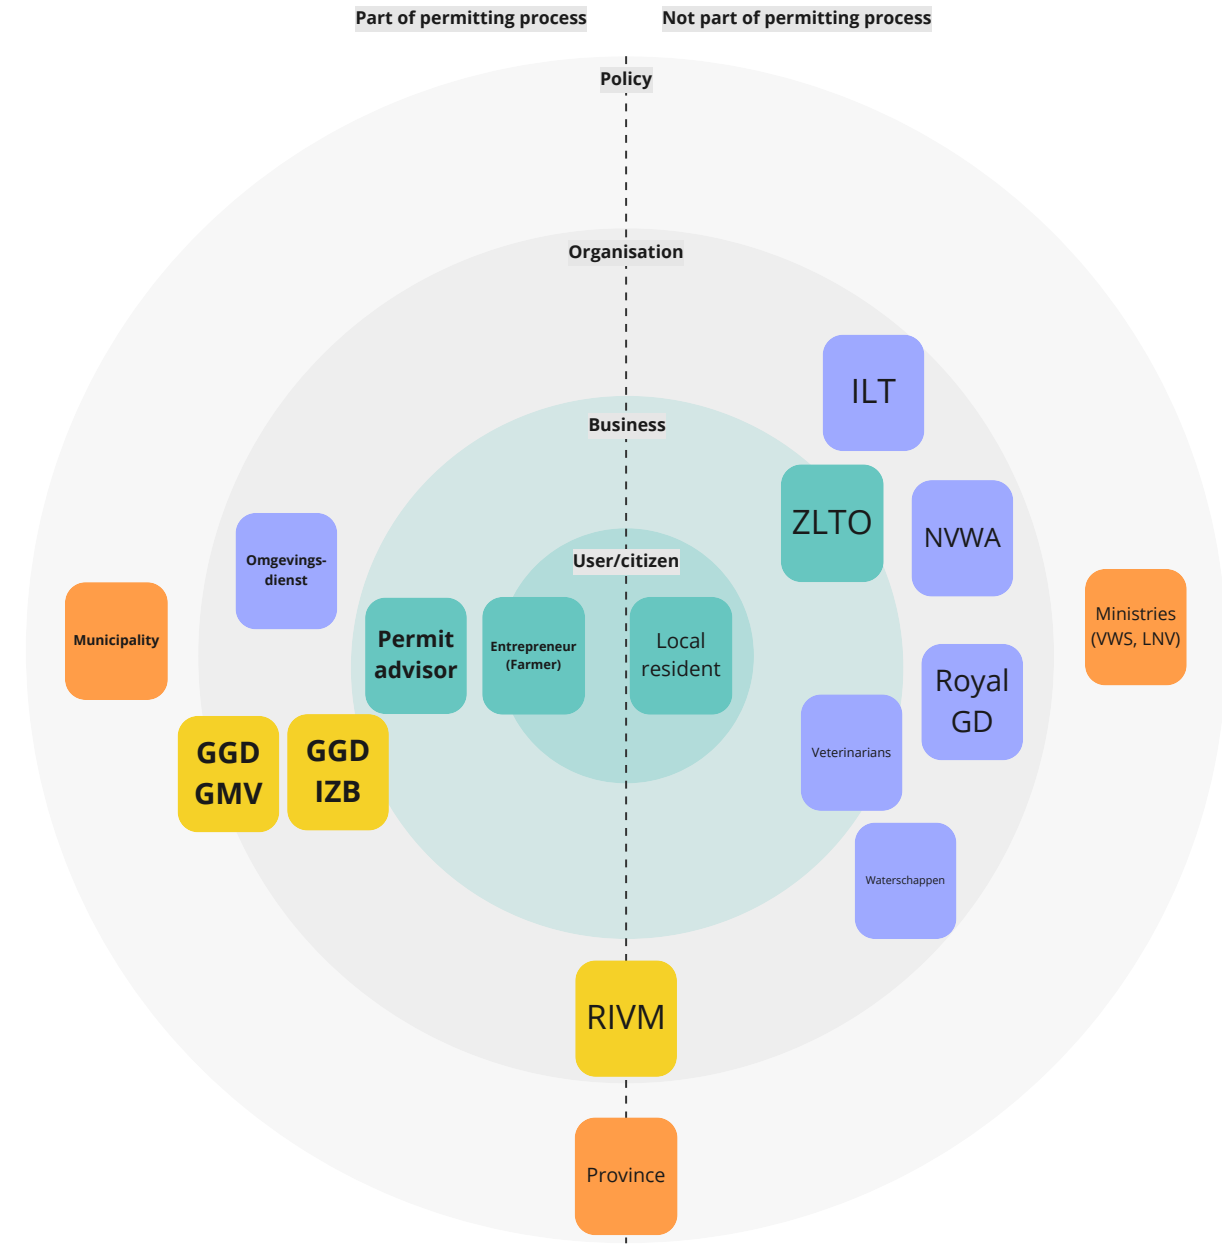 Part of permitting process
Not part of permitting process
Policy
Organisation
ILT
Business
ZLTO
NVWA
Omgevings-
dienst
User/citizen
Municipality
Permit
advisor
Entrepreneur
(Farmer)
Local
resident
Ministries
(VWS, LNV)
Royal
GD
GGD
GMV
GGD
IZB
Veterinarians
Waterschappen
RIVM
Province